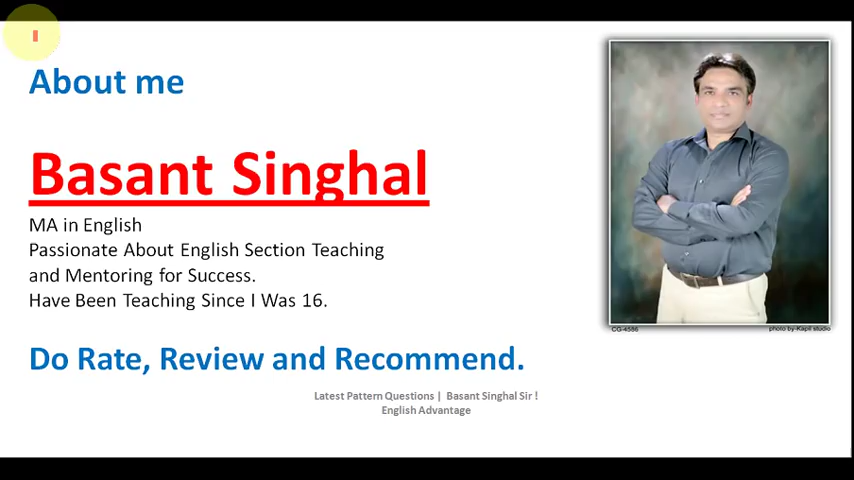 About me
Basant Singhal
MA in English
Passionate About English Section Teaching
and Mentoring for Success.
Have Been Teaching Since I Was 16.
Do Rate, Review and Recommend.
Latest Pattern Questions | Basant Singhal Sir !
English Advantage
CG-4586
photo by-Kapil studio